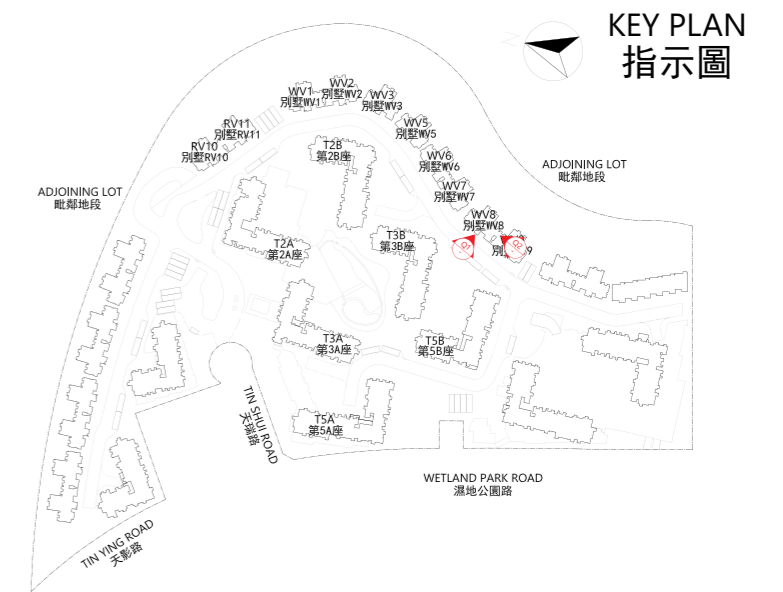 KEY PLAN
指示圖
WV2
別墅WV2
WV1
別墅WV1
WV3
別墅WV3
RV11
別墅RV11
WV5
別墅WV5
RV10
別墅RV10
T2B
第2B座
WV6
別墅WV6
ADJOINING LOT
毗鄰地段
WV7
別墅WV7
ADJOINING LOT
毗鄰地段
WV8
別墅WV8
T2A
第2A座
T3B
第3B座
T3A
第3A座
T5B
第5B座
T5A
第5A座
TIN SHUI ROAD
天瑞路
WETLAND PARK ROAD
濕地公園路
TIN YING ROAD
天影路